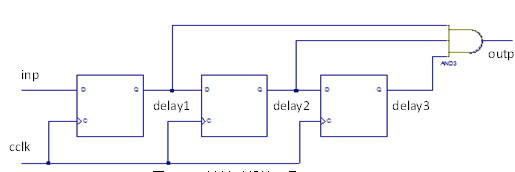 AND3
outp
inp
D Q D Q D Q
delay1 delay2 delay3
C C C
cclk